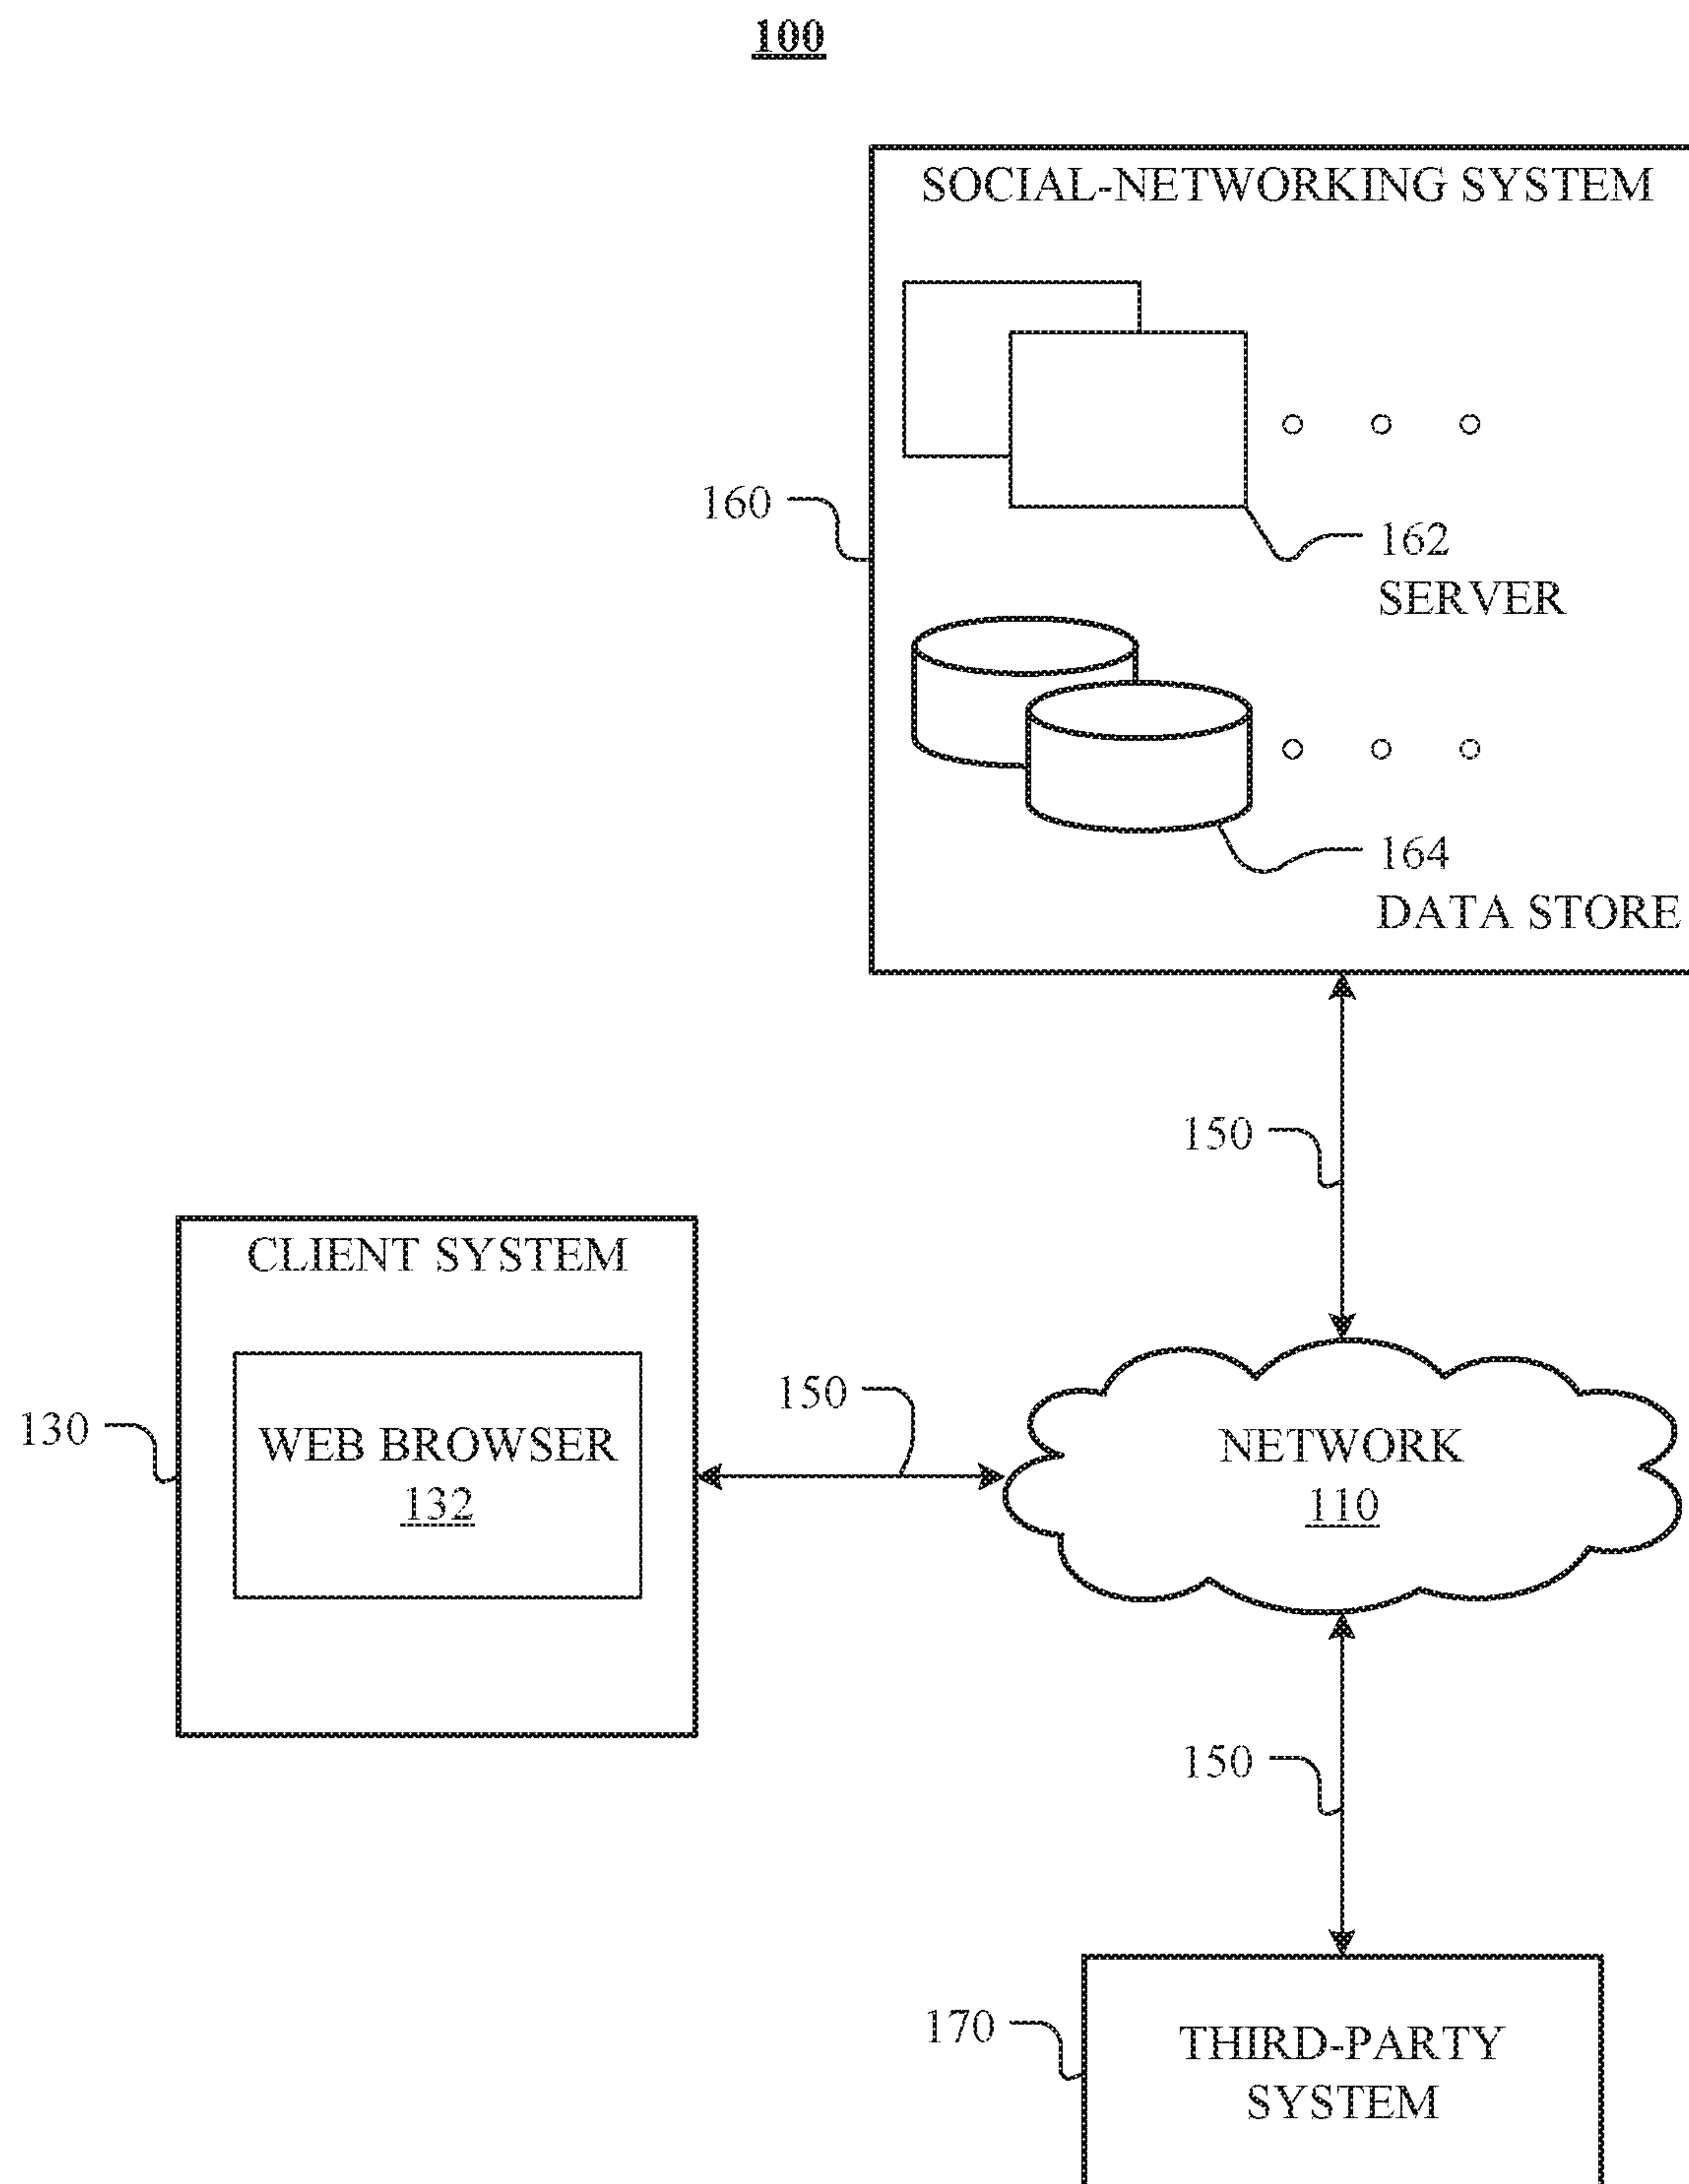 100
SOCIAL-NETWORKING SYSTEM
160
162
SERVER
164
DATA STORE
150
CLIENT SYSTEM
130
WEB BROWSER
132
150
NETWORK
110
150
170
THIRD-PARTY
SYSTEM